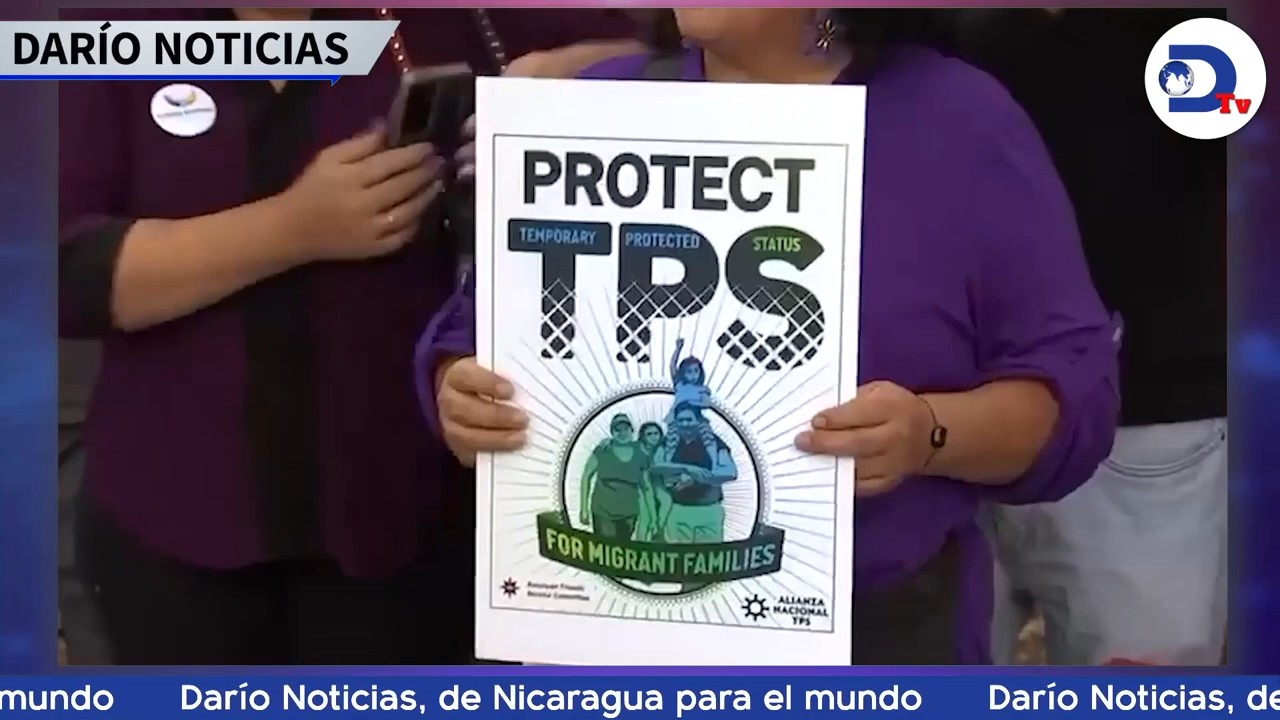 DARÍO NOTICIAS
D
Tv
PROTECT
TEMPORARY PROTECTED STATUS
TPS
FOR MIGRANT FAMILIES
American Friends
Service Committee
ALIANZA
NACIONAL
TPS
mundo Darío Noticias, de Nicaragua para el mundo Darío Noticias, de